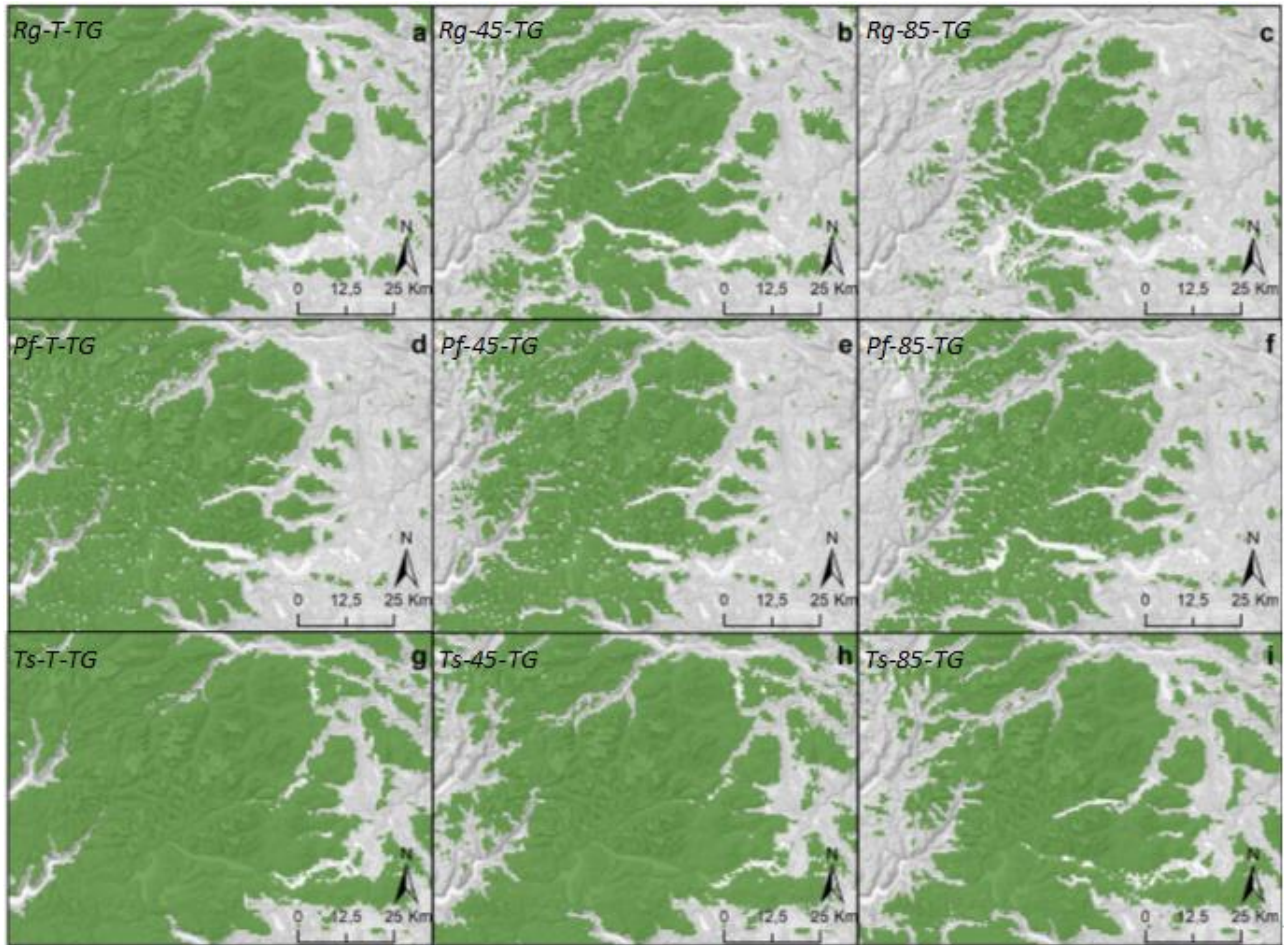 Rg-T-TG a
Rg-45-TG b
Rg-85-TG c
N
N
N
0 12,5 25 Km
0 12,5 25 Km
0 12,5 25 Km
Pf-T-TG d
Pf-45-TG e
Pf-85-TG f
N
N
N
0 12,5 25 Km
0 12,5 25 Km
0 12,5 25 Km
Ts-T-TG g
Ts-45-TG h
Ts-85-TG i
N
N
N
0 12,5 25 Km
0 12,5 25 Km
0 12,5 25 Km